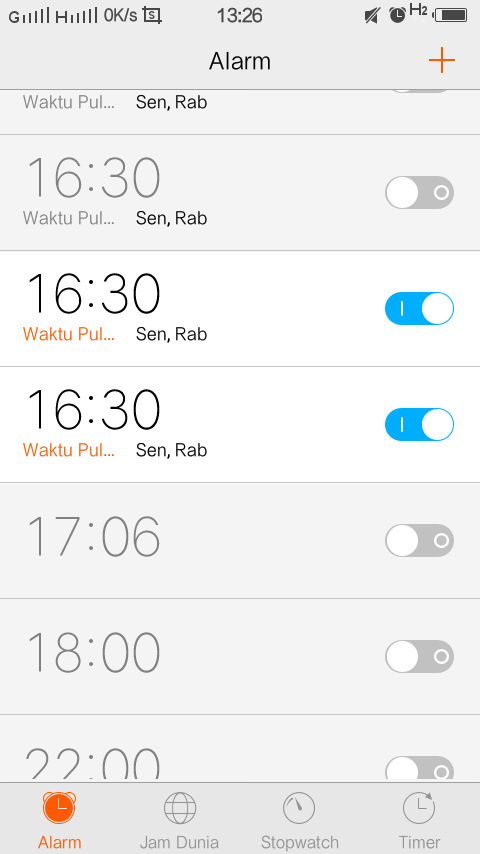 G H 0K/s S 13:26 H2
Alarm
Waktu Pul... Sen, Rab
16:30
Waktu Pul... Sen, Rab
16:30
Waktu Pul... Sen, Rab
16:30
Waktu Pul... Sen, Rab
17:06
18:00
22:00
Alarm Jam Dunia Stopwatch Timer